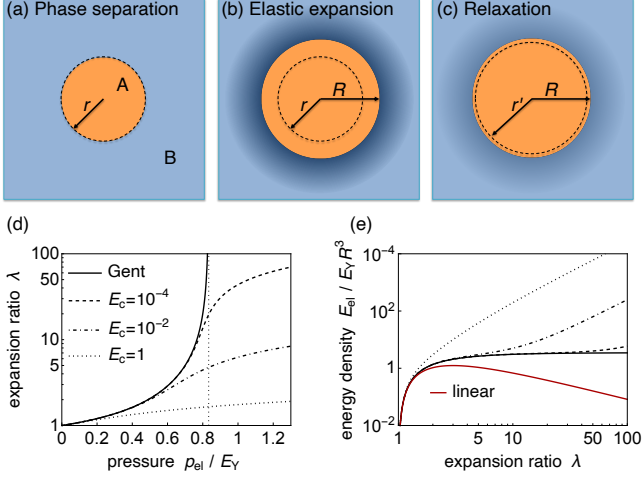 (a) Phase separation
A
r
B
(b) Elastic expansion
r
R
(c) Relaxation
r'
R
(d)
expansion ratio λ
100
50
10
5
1
Gent
E_c=10^-4
E_c=10^-2
E_c=1
0 0.2 0.4 0.6 0.8 1 1.2
pressure p_el / E_Y
(e)
energy density E_el / E_Y R^3
10^-4
10^2
1
10^-2
linear
1 5 10 50 100
expansion ratio λ